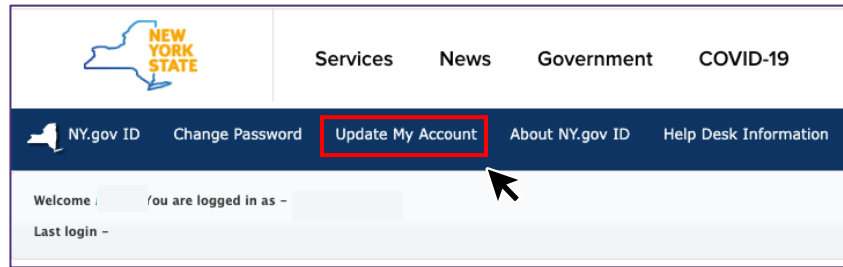 NEW
YORK
STATE
Services News Government COVID-19
NY.gov ID Change Password Update My Account About NY.gov ID Help Desk Information
Welcome You are logged in as –
Last login –